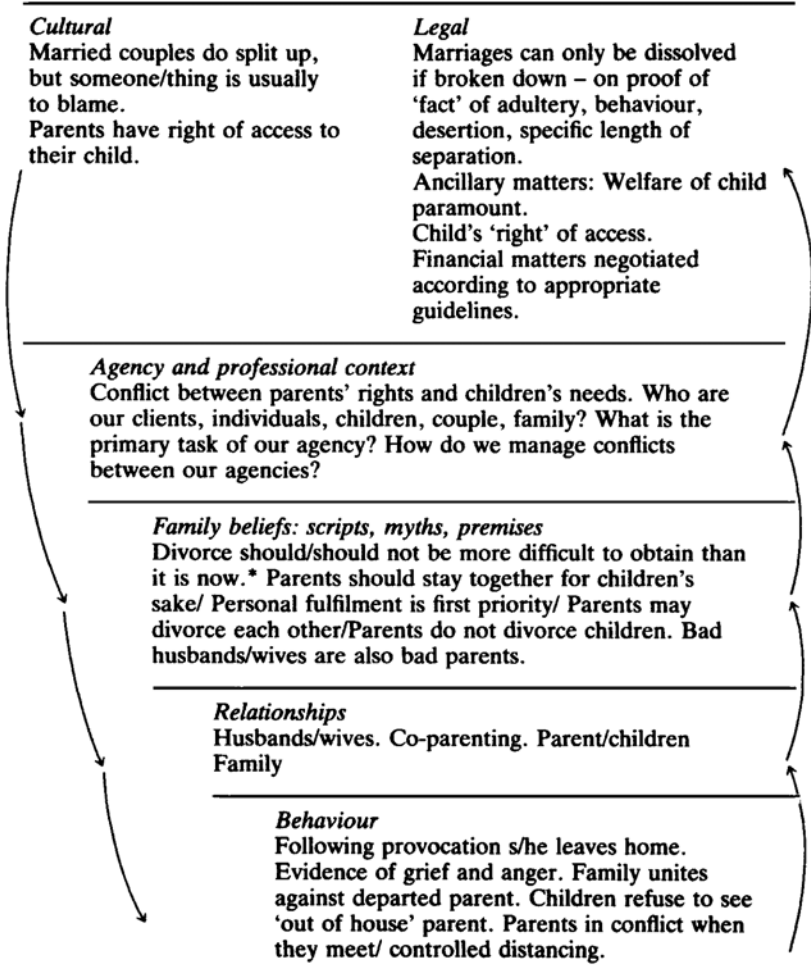 Cultural
Married couples do split up,
but someone/thing is usually
to blame.
Parents have right of access to
their child.
Legal
Marriages can only be dissolved
if broken down – on proof of
‘fact’ of adultery, behaviour,
desertion, specific length of
separation.
Ancillary matters: Welfare of child
paramount.
Child’s ‘right’ of access.
Financial matters negotiated
according to appropriate
guidelines.
Agency and professional context
Conflict between parents’ rights and children’s needs. Who are
our clients, individuals, children, couple, family? What is the
primary task of our agency? How do we manage conflicts
between our agencies?
Family beliefs: scripts, myths, premises
Divorce should/should not be more difficult to obtain than
it is now.* Parents should stay together for children’s
sake/ Personal fulfilment is first priority/ Parents may
divorce each other/Parents do not divorce children. Bad
husbands/wives are also bad parents.
Relationships
Husbands/wives. Co-parenting. Parent/children
Family
Behaviour
Following provocation s/he leaves home.
Evidence of grief and anger. Family unites
against departed parent. Children refuse to see
‘out of house’ parent. Parents in conflict when
they meet/ controlled distancing.